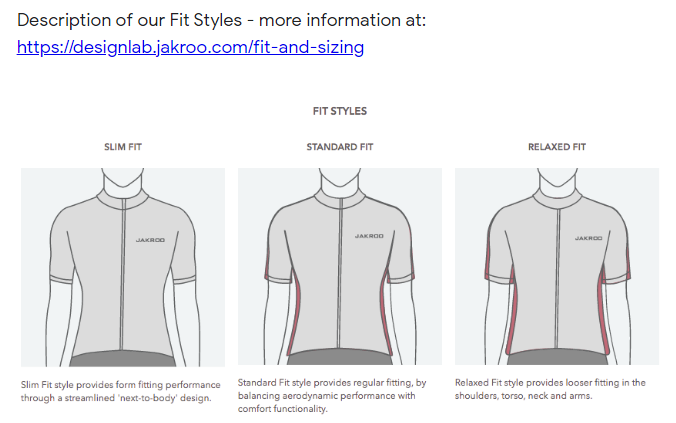 Description of our Fit Styles - more information at:
https://designlab.jakroo.com/fit-and-sizing
FIT STYLES
SLIM FIT
STANDARD FIT
RELAXED FIT
JAKROO
JAKROO
JAKROO
Slim Fit style provides form fitting performance
through a streamlined 'next-to-body' design.
Standard Fit style provides regular fitting, by
balancing aerodynamic performance with
comfort functionality.
Relaxed Fit style provides looser fitting in the
shoulders, torso, neck and arms.